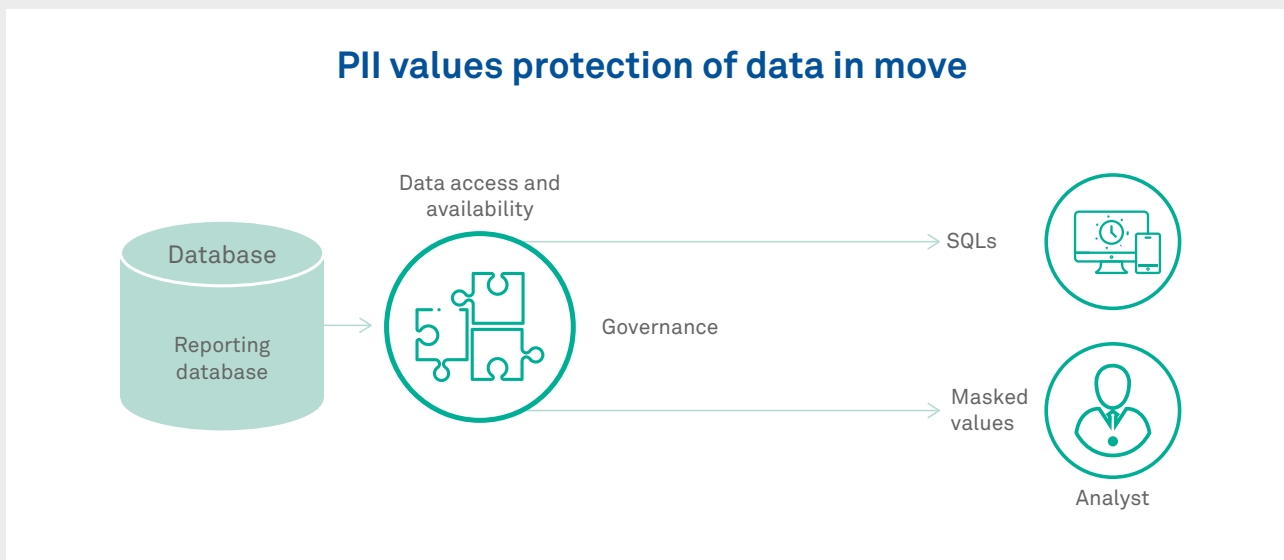 PII values protection of data in move
Data access and
availability
Database
Reporting
database
Governance
SQLs
Masked
values
Analyst